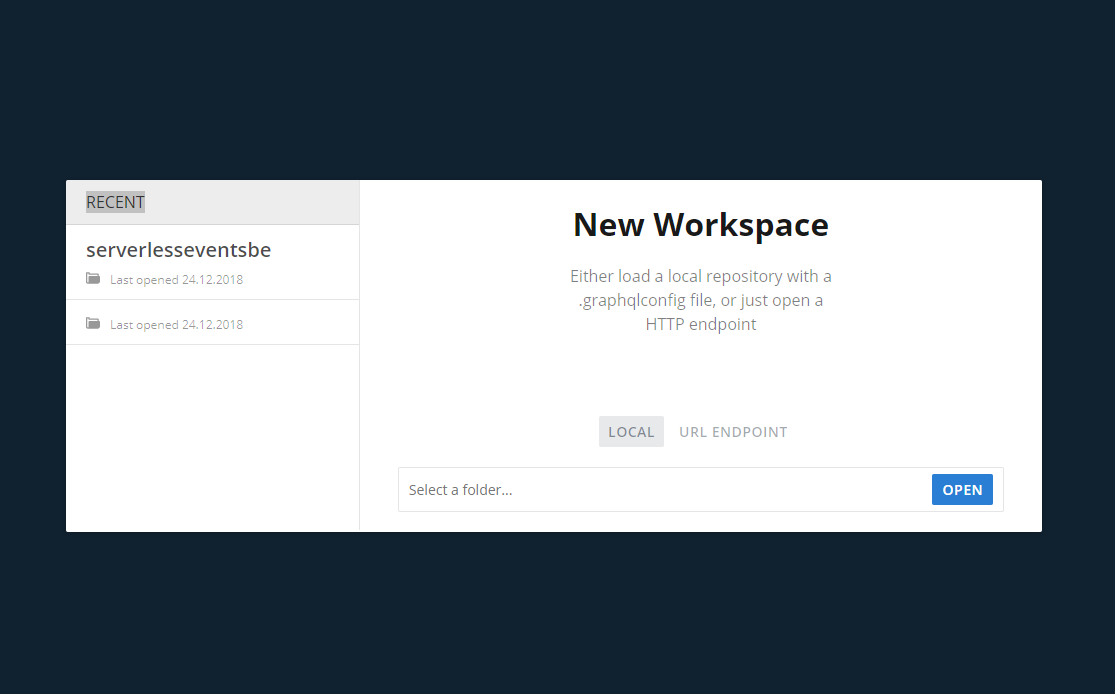 RECENT
serverlesseventsbe
Last opened 24.12.2018
Last opened 24.12.2018
New Workspace
Either load a local repository with a
.graphqlconfig file, or just open a
HTTP endpoint
LOCAL
URL ENDPOINT
Select a folder...
OPEN